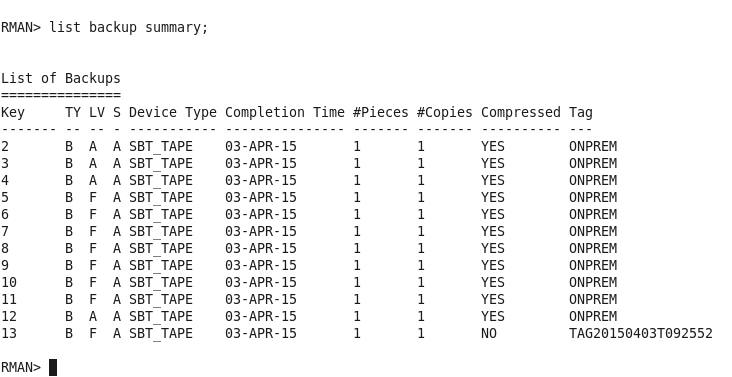 RMAN> list backup summary;
List of Backups
===============
Key     TY LV S Device Type Completion Time #Pieces #Copies Compressed Tag
------- -- -- - ----------- --------------- ------- ------- ---------- ---
2       B  A  A SBT_TAPE    03-APR-15       1       1       YES        ONPREM
3       B  A  A SBT_TAPE    03-APR-15       1       1       YES        ONPREM
4       B  A  A SBT_TAPE    03-APR-15       1       1       YES        ONPREM
5       B  F  A SBT_TAPE    03-APR-15       1       1       YES        ONPREM
6       B  F  A SBT_TAPE    03-APR-15       1       1       YES        ONPREM
7       B  F  A SBT_TAPE    03-APR-15       1       1       YES        ONPREM
8       B  F  A SBT_TAPE    03-APR-15       1       1       YES        ONPREM
9       B  F  A SBT_TAPE    03-APR-15       1       1       YES        ONPREM
10      B  F  A SBT_TAPE    03-APR-15       1       1       YES        ONPREM
11      B  F  A SBT_TAPE    03-APR-15       1       1       YES        ONPREM
12      B  A  A SBT_TAPE    03-APR-15       1       1       YES        ONPREM
13      B  F  A SBT_TAPE    03-APR-15       1       1       NO         TAG20150403T092552
RMAN>